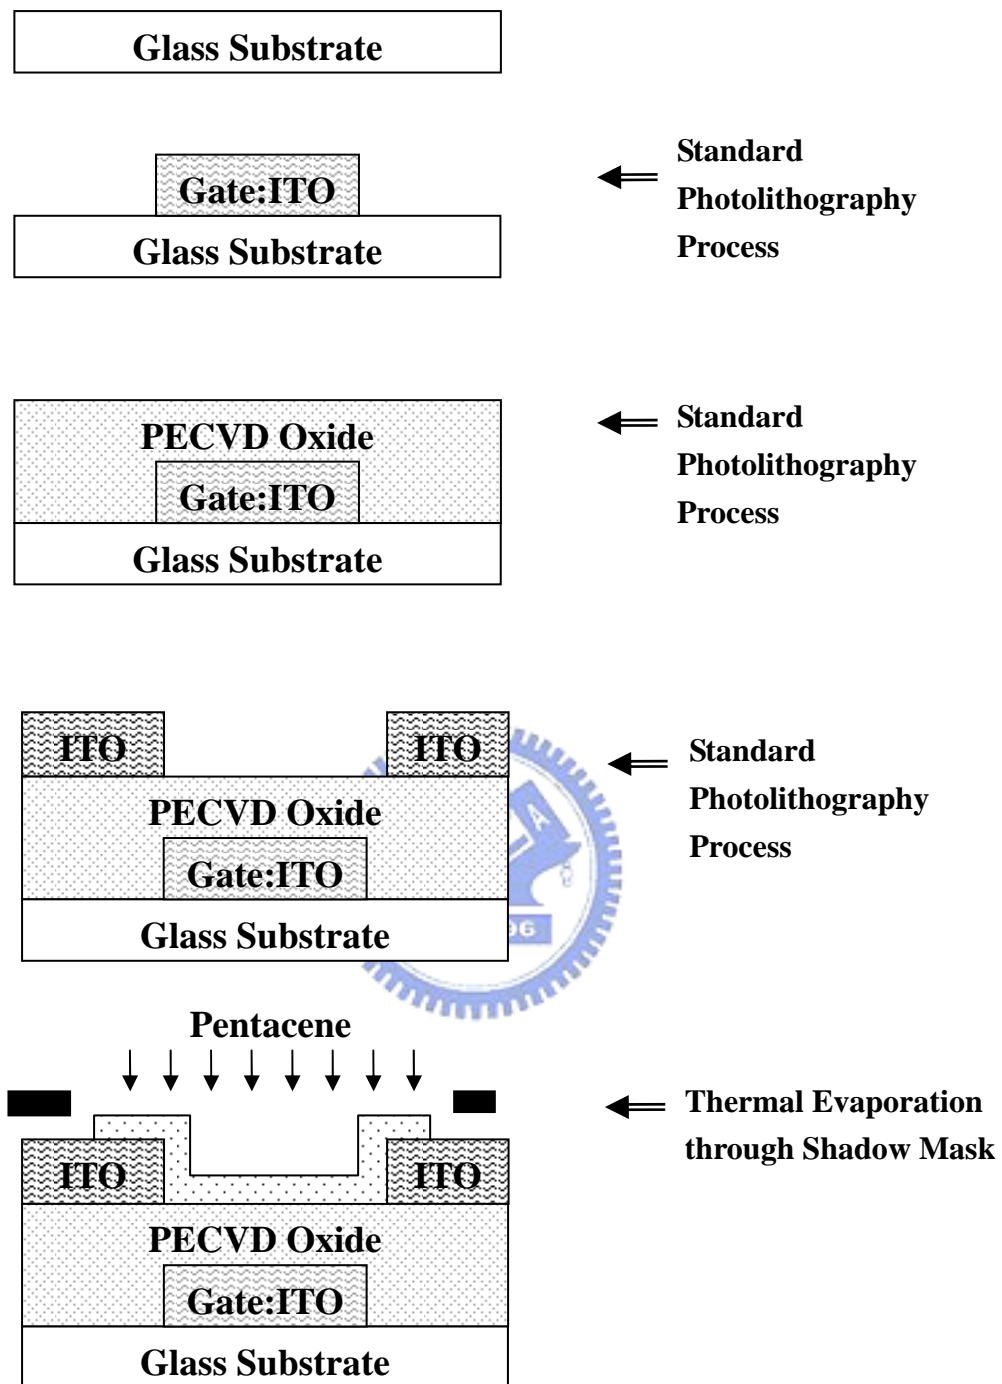 Glass Substrate
Standard
Gate:ITO
Photolithography
Glass Substrate
Process
Standard
PECVD Oxide
Photolithography
Gate:ITO
Process
Glass Substrate
ITO
ITO
Standard
Photolithography
PECVD Oxide
Process
Gate:ITO
Glass Substrate
96
Pentacene
Thermal Evaporation
through Shadow Mask
ITO
ITO
PECVD Oxide
Gate:ITO
Glass Substrate